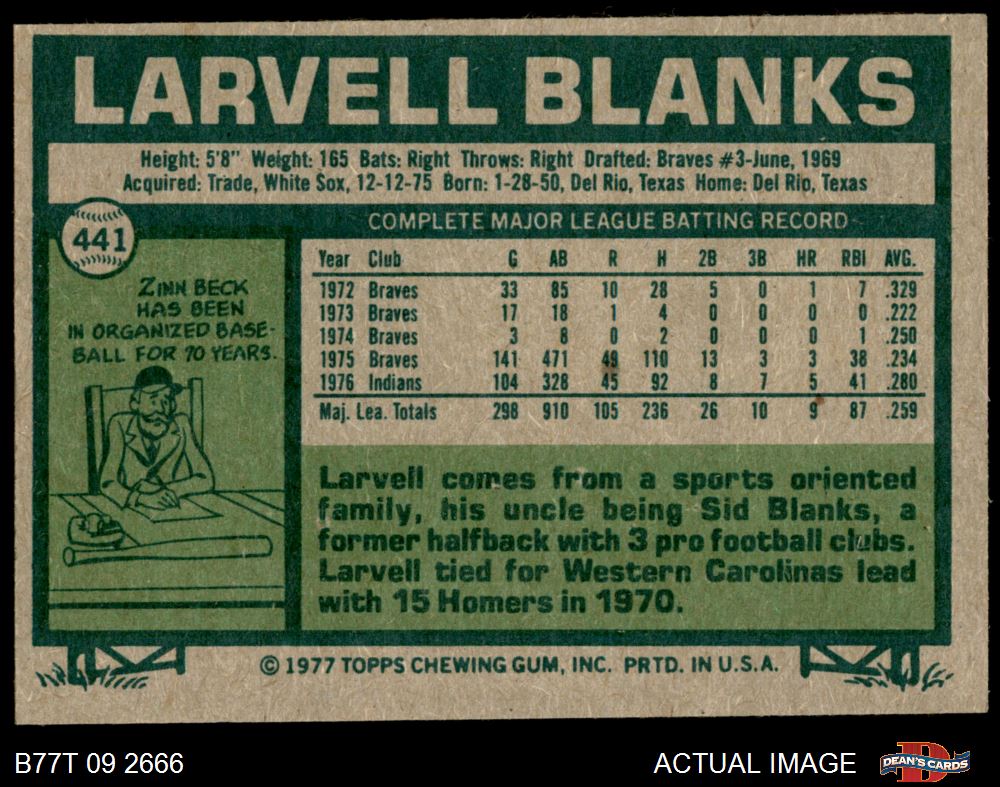 LARVELL BLANKS
Height: 5'8" Weight: 165 Bats: Right Throws: Right Drafted: Braves #3-June, 1969
Acquired: Trade, White Sox, 12-12-75 Born: 1-28-50, Del Rio, Texas Home: Del Rio, Texas
441
ZINN BECK
HAS BEEN
IN ORGANIZED BASE-
BALL FOR 70 YEARS.
COMPLETE MAJOR LEAGUE BATTING RECORD
Year Club G AB R H 2B 3B HR RBI AVG.
1972 Braves 33 85 10 28 5 0 1 7 .329
1973 Braves 17 18 1 4 0 0 0 0 .222
1974 Braves 3 8 0 2 0 0 0 1 .250
1975 Braves 141 471 49 110 13 3 3 38 .234
1976 Indians 104 328 45 92 8 7 5 41 .280
Maj. Lea. Totals 298 910 105 236 26 10 9 87 .259
Larvell comes from a sports oriented
family, his uncle being Sid Blanks, a
former halfback with 3 pro football clubs.
Larvell tied for Western Carolinas lead
with 15 Homers in 1970.
© 1977 TOPPS CHEWING GUM, INC. PRTD. IN U.S.A.
B77T 09 2666
ACTUAL IMAGE
DEAN'S CARDS